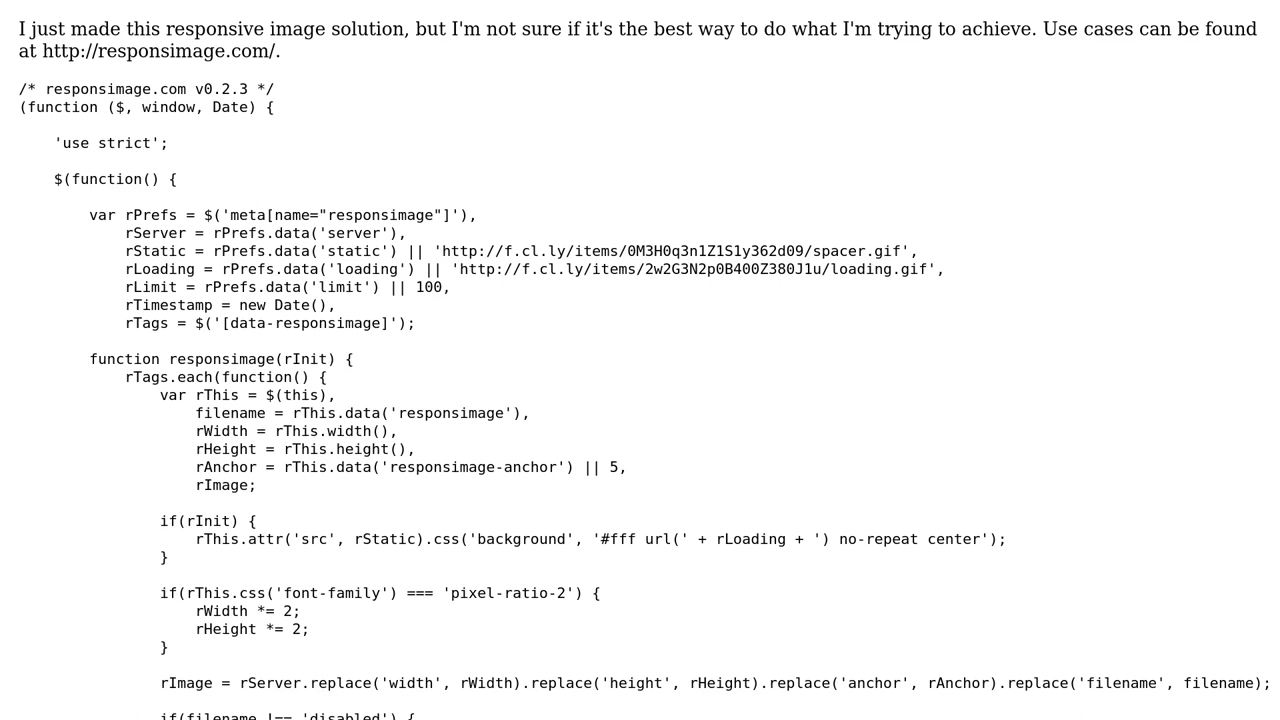 I just made this responsive image solution, but I'm not sure if it's the best way to do what I'm trying to achieve. Use cases can be found
at http://responsimage.com/.
/* responsimage.com v0.2.3 */
(function ($, window, Date) {
    'use strict';
    $(function() {
        var rPrefs = $('meta[name="responsimage"]'),
            rServer = rPrefs.data('server'),
            rStatic = rPrefs.data('static') || 'http://f.cl.ly/items/0M3H0q3n1Z1S1y362d09/spacer.gif',
            rLoading = rPrefs.data('loading') || 'http://f.cl.ly/items/2w2G3N2p0B400Z380J1u/loading.gif',
            rLimit = rPrefs.data('limit') || 100,
            rTimestamp = new Date(),
            rTags = $('[data-responsimage]');
        function responsimage(rInit) {
            rTags.each(function() {
                var rThis = $(this),
                    filename = rThis.data('responsimage'),
                    rWidth = rThis.width(),
                    rHeight = rThis.height(),
                    rAnchor = rThis.data('responsimage-anchor') || 5,
                    rImage;
                if(rInit) {
                    rThis.attr('src', rStatic).css('background', '#fff url(' + rLoading + ') no-repeat center');
                }
                if(rThis.css('font-family') === 'pixel-ratio-2') {
                    rWidth *= 2;
                    rHeight *= 2;
                }
                rImage = rServer.replace('width', rWidth).replace('height', rHeight).replace('anchor', rAnchor).replace('filename', filename);
                if(filename !== 'disabled') {